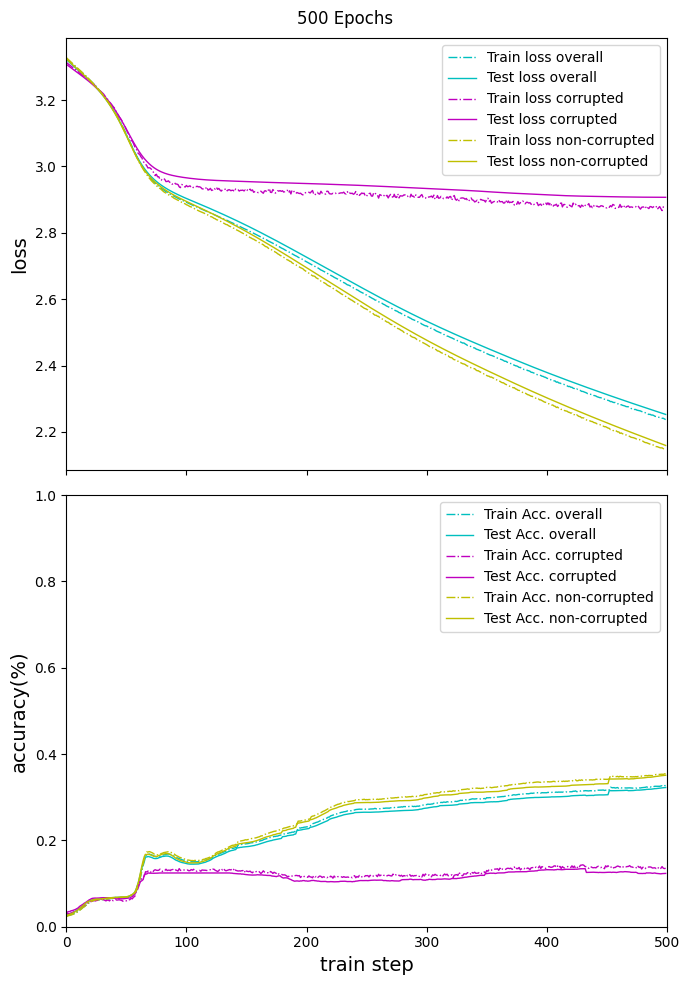 500 Epochs
Train loss overall
Test loss overall
Train loss corrupted
Test loss corrupted
Train loss non-corrupted
Test loss non-corrupted
3.2
3.0
2.8
2.6
2.4
2.2
loss
Train Acc. overall
Test Acc. overall
Train Acc. corrupted
Test Acc. corrupted
Train Acc. non-corrupted
Test Acc. non-corrupted
1.0
0.8
0.6
0.4
0.2
0.0
accuracy(%)
0 100 200 300 400 500
train step